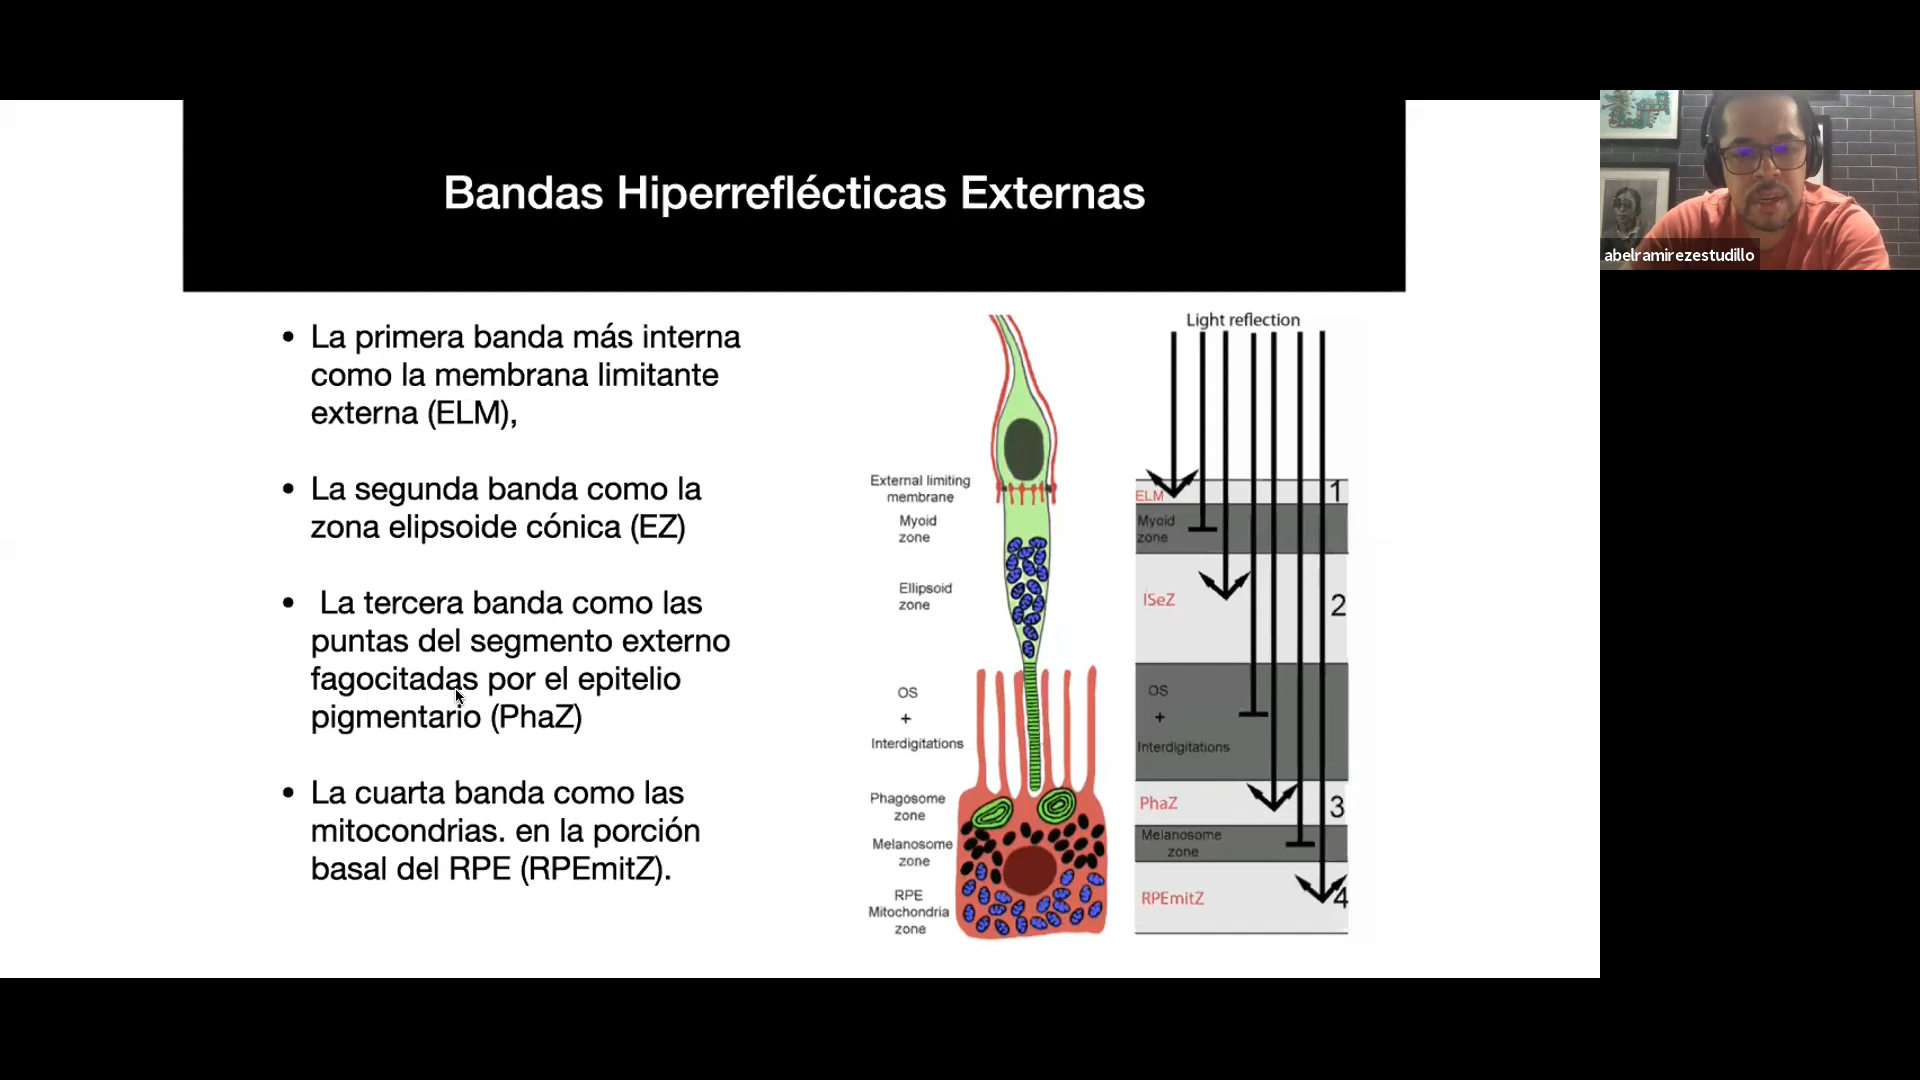 Bandas Hiperreflécticas Externas
abelramirezestudillo
• La primera banda más interna
como la membrana limitante
externa (ELM),
• La segunda banda como la
zona elipsoide cónica (EZ)
• La tercera banda como las
puntas del segmento externo
fagocitadas por el epitelio
pigmentario (PhaZ)
• La cuarta banda como las
mitocondrias. en la porción
basal del RPE (RPEmitZ).
External limiting
membrane
Myoid
zone
Ellipsoid
zone
OS
+
Interdigitations
Phagosome
zone
Melanosome
zone
RPE
Mitochondria
zone
Light reflection
ELM
1
Myoid
zone
ISeZ
2
OS
+
Interdigitations
PhaZ
3
Melanosome
zone
RPEmitZ
4